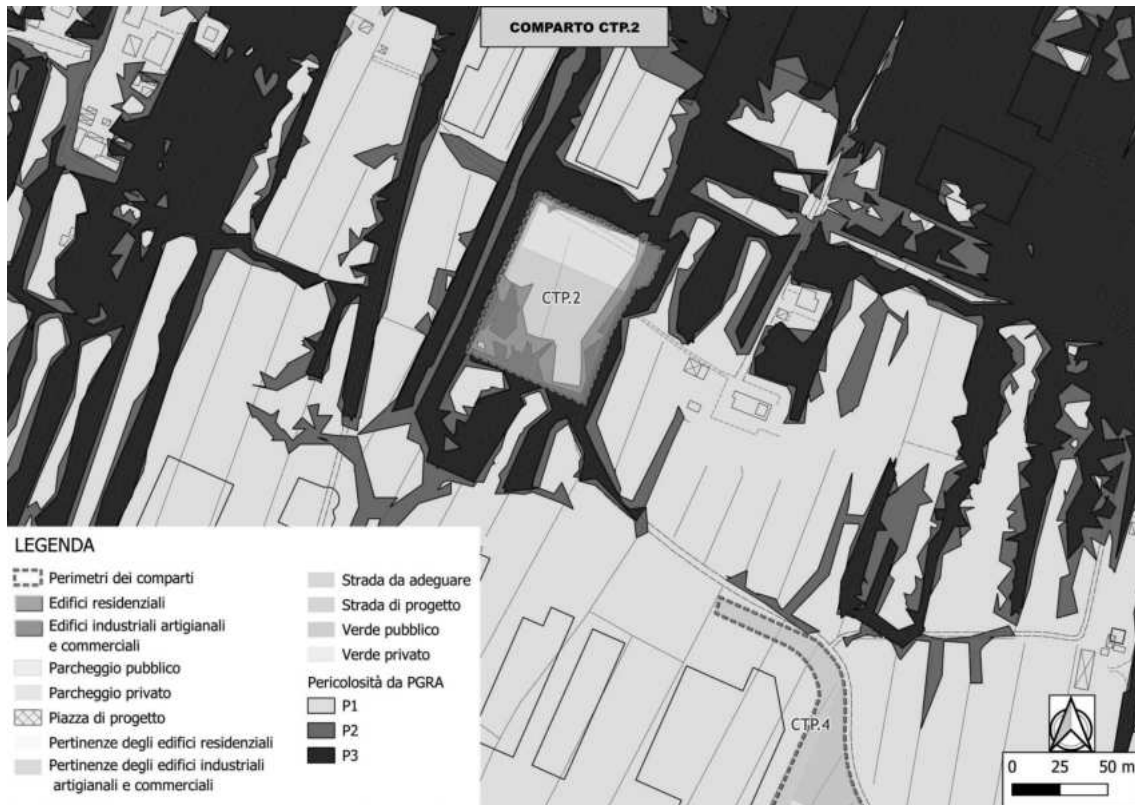 COMPARTO CTP.2
CTP.2
CTP.4
LEGENDA
Perimetri dei comparti
Edifici residenziali
Edifici industriali artigianali
e commerciali
Parcheggio pubblico
Parcheggio privato
Piazza di progetto
Pertinenze degli edifici residenziali
Pertinenze degli edifici industriali
artigianali e commerciali
Strada da adeguare
Strada di progetto
Verde pubblico
Verde privato
Pericolosità da PGRA
P1
P2
P3
0 25 50 m